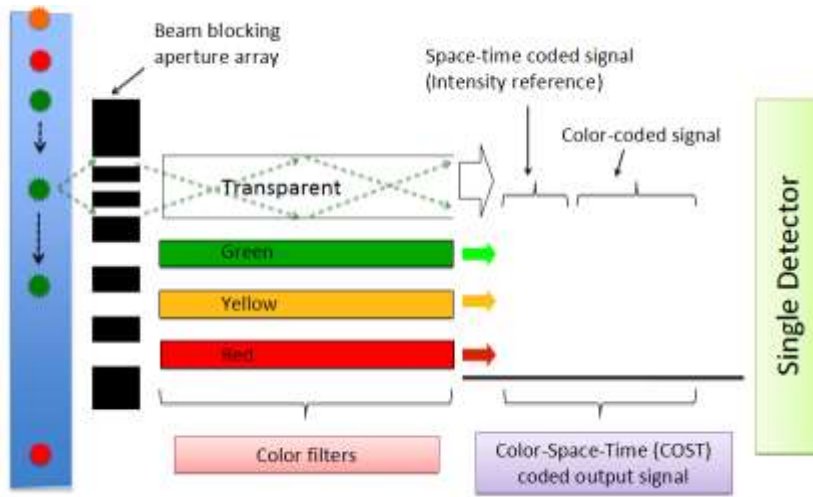 Beam blocking
aperture array
Space-time coded signal
(Intensity reference)
Color-coded signal
Transparent
Green
Yellow
Red
Single Detector
Color filters
Color-Space-Time (COST)
coded output signal